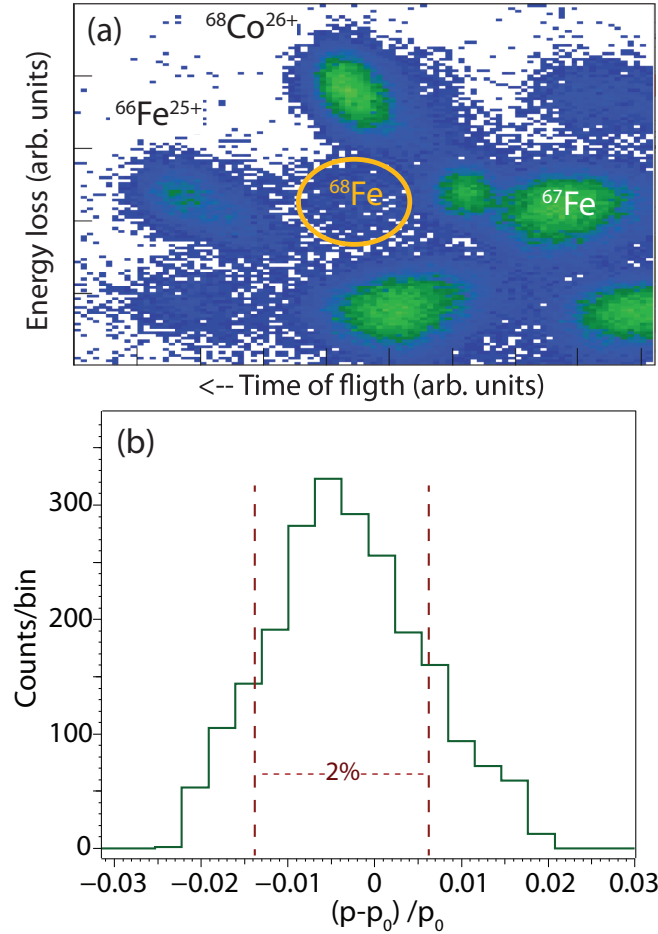 (a)
⁶⁸Co²⁶⁺
⁶⁶Fe²⁵⁺
⁶⁸Fe
⁶⁷Fe
Energy loss (arb. units)
<-- Time of fligth (arb. units)
(b)
300
200
100
0
Counts/bin
2%
−0.03 −0.02 −0.01 0 0.01 0.02 0.03
(p-p₀) /p₀